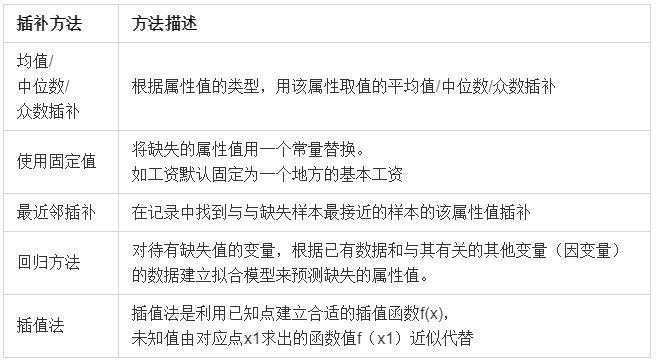 插补方法 方法描述
均值/
中位数/
众数插补
根据属性值的类型，用该属性取值的平均值/中位数/众数插补
使用固定值
将缺失的属性值用一个常量替换。
如工资默认固定为一个地方的基本工资
最近邻插补 在记录中找到与与缺失样本最接近的样本的该属性值插补
回归方法
对待有缺失值的变量，根据已有数据和与其有关的其他变量（因变量）
的数据建立拟合模型来预测缺失的属性值。
插值法
插值法是利用已知点建立合适的插值函数f(x)，
未知值由对应点x1求出的函数值f（x1）近似代替